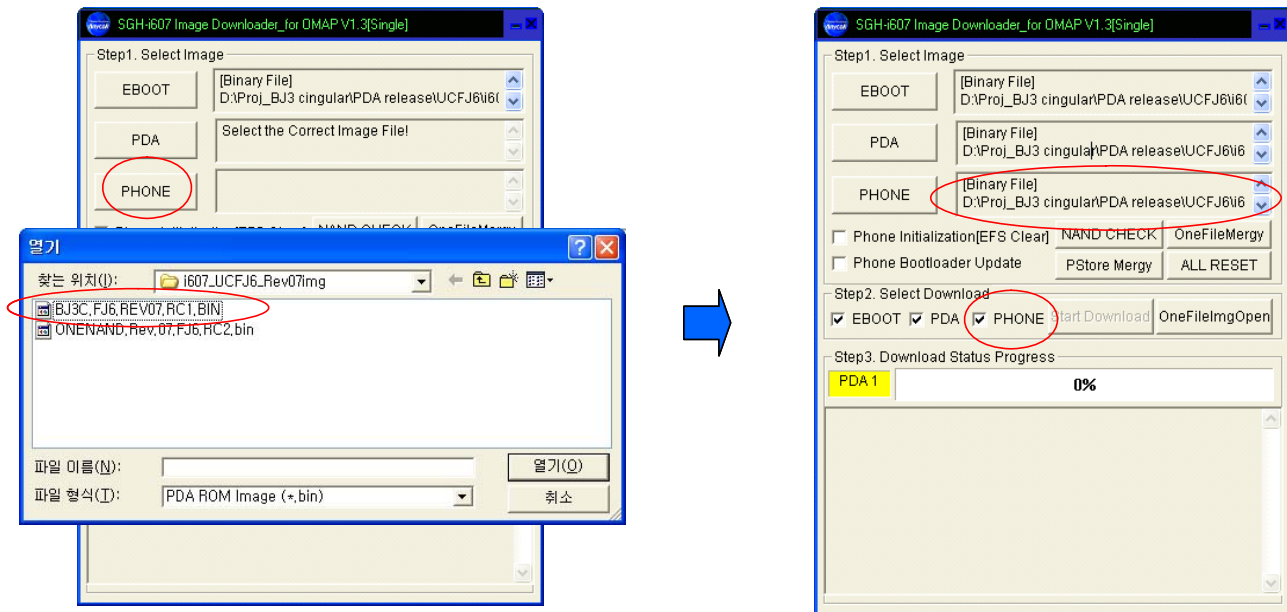 SGH-i607 Image Downloader_for OMAP V1.3[Single]
Step1. Select Image
EBOOT
[Binary File]
D:\Proj_BJ3 cingular\PDA release\UCFJ6\i6(
PDA
Select the Correct Image File!
PHONE
NAND CHECK
열기
찾는 위치(I):
i607_UCFJ6_Rev07img
BJ3C,FJ6,REV07,RC1,BIN
ONENAND,Rev,07,FJ6,RC2,bin
파일 이름(N):
열기(O)
파일 형식(T):
PDA ROM Image (*,bin)
취소
SGH-i607 Image Downloader_for OMAP V1.3[Single]
Step1. Select Image
EBOOT
[Binary File]
D:\Proj_BJ3 cingular\PDA release\UCFJ6\i6(
PDA
[Binary File]
D:\Proj_BJ3 cingular\PDA release\UCFJ6\i6
PHONE
[Binary File]
D:\Proj_BJ3 cingular\PDA release\UCFJ6\i6
Phone Initialization[EFS Clear]
NAND CHECK
OneFileMergy
Phone Bootloader Update
PStore Mergy
ALL RESET
Step2. Select Download
EBOOT
PDA
PHONE
Start Download
OneFileImgOpen
Step3. Download Status Progress
PDA 1
0%